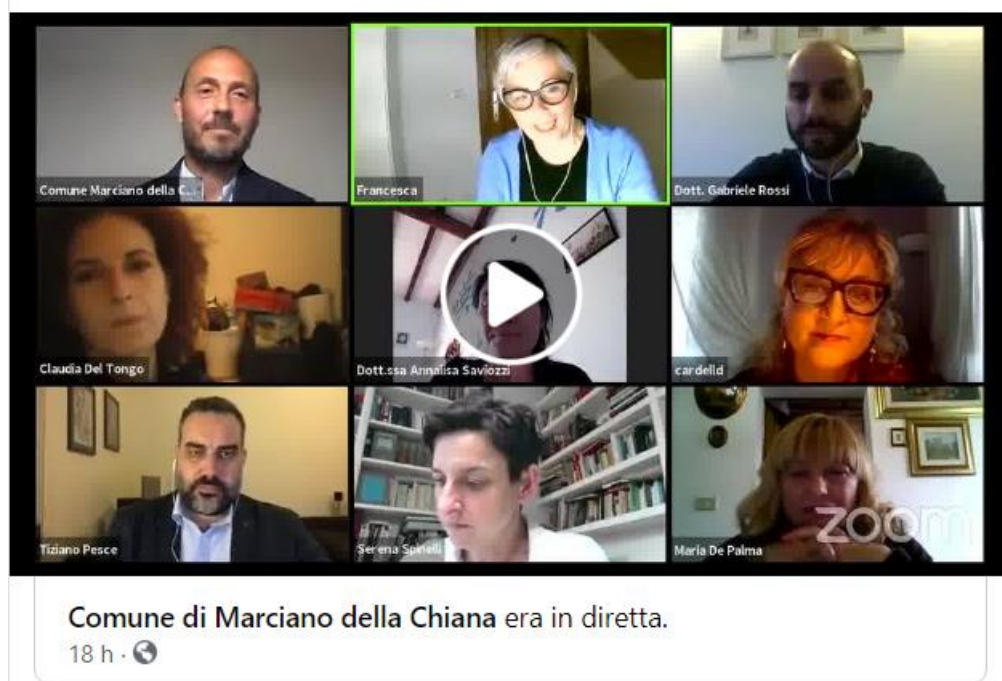 Comune Marciano della C...
Francesca
Dott. Gabriele Rossi
Claudia Del Tongo
Dott.ssa Annalisa Saviozzi
cardelld
Tiziano Pesce
Serena Spinelli
Maria De Palma
zoom
Comune di Marciano della Chiana era in diretta.
18 h ·